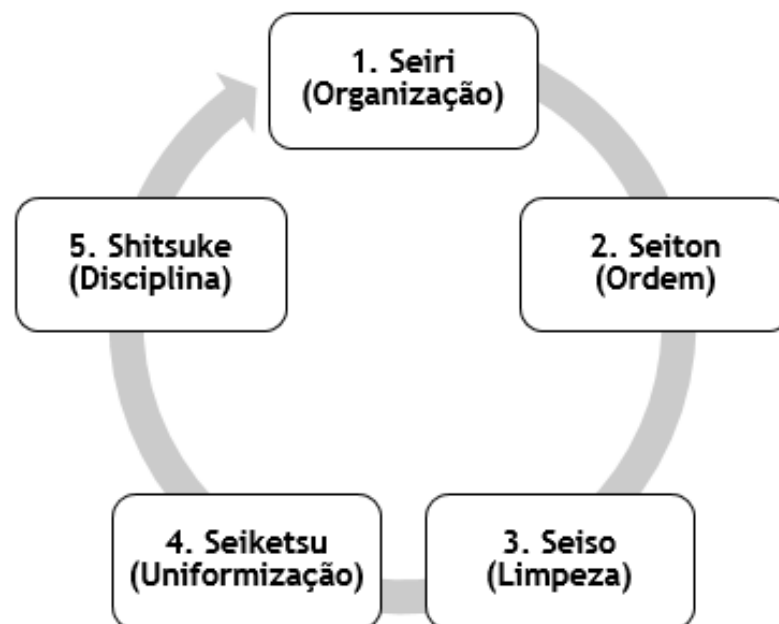 1. Seiri
(Organização)
2. Seiton
(Ordem)
3. Seiso
(Limpeza)
4. Seiketsu
(Uniformização)
5. Shitsuke
(Disciplina)